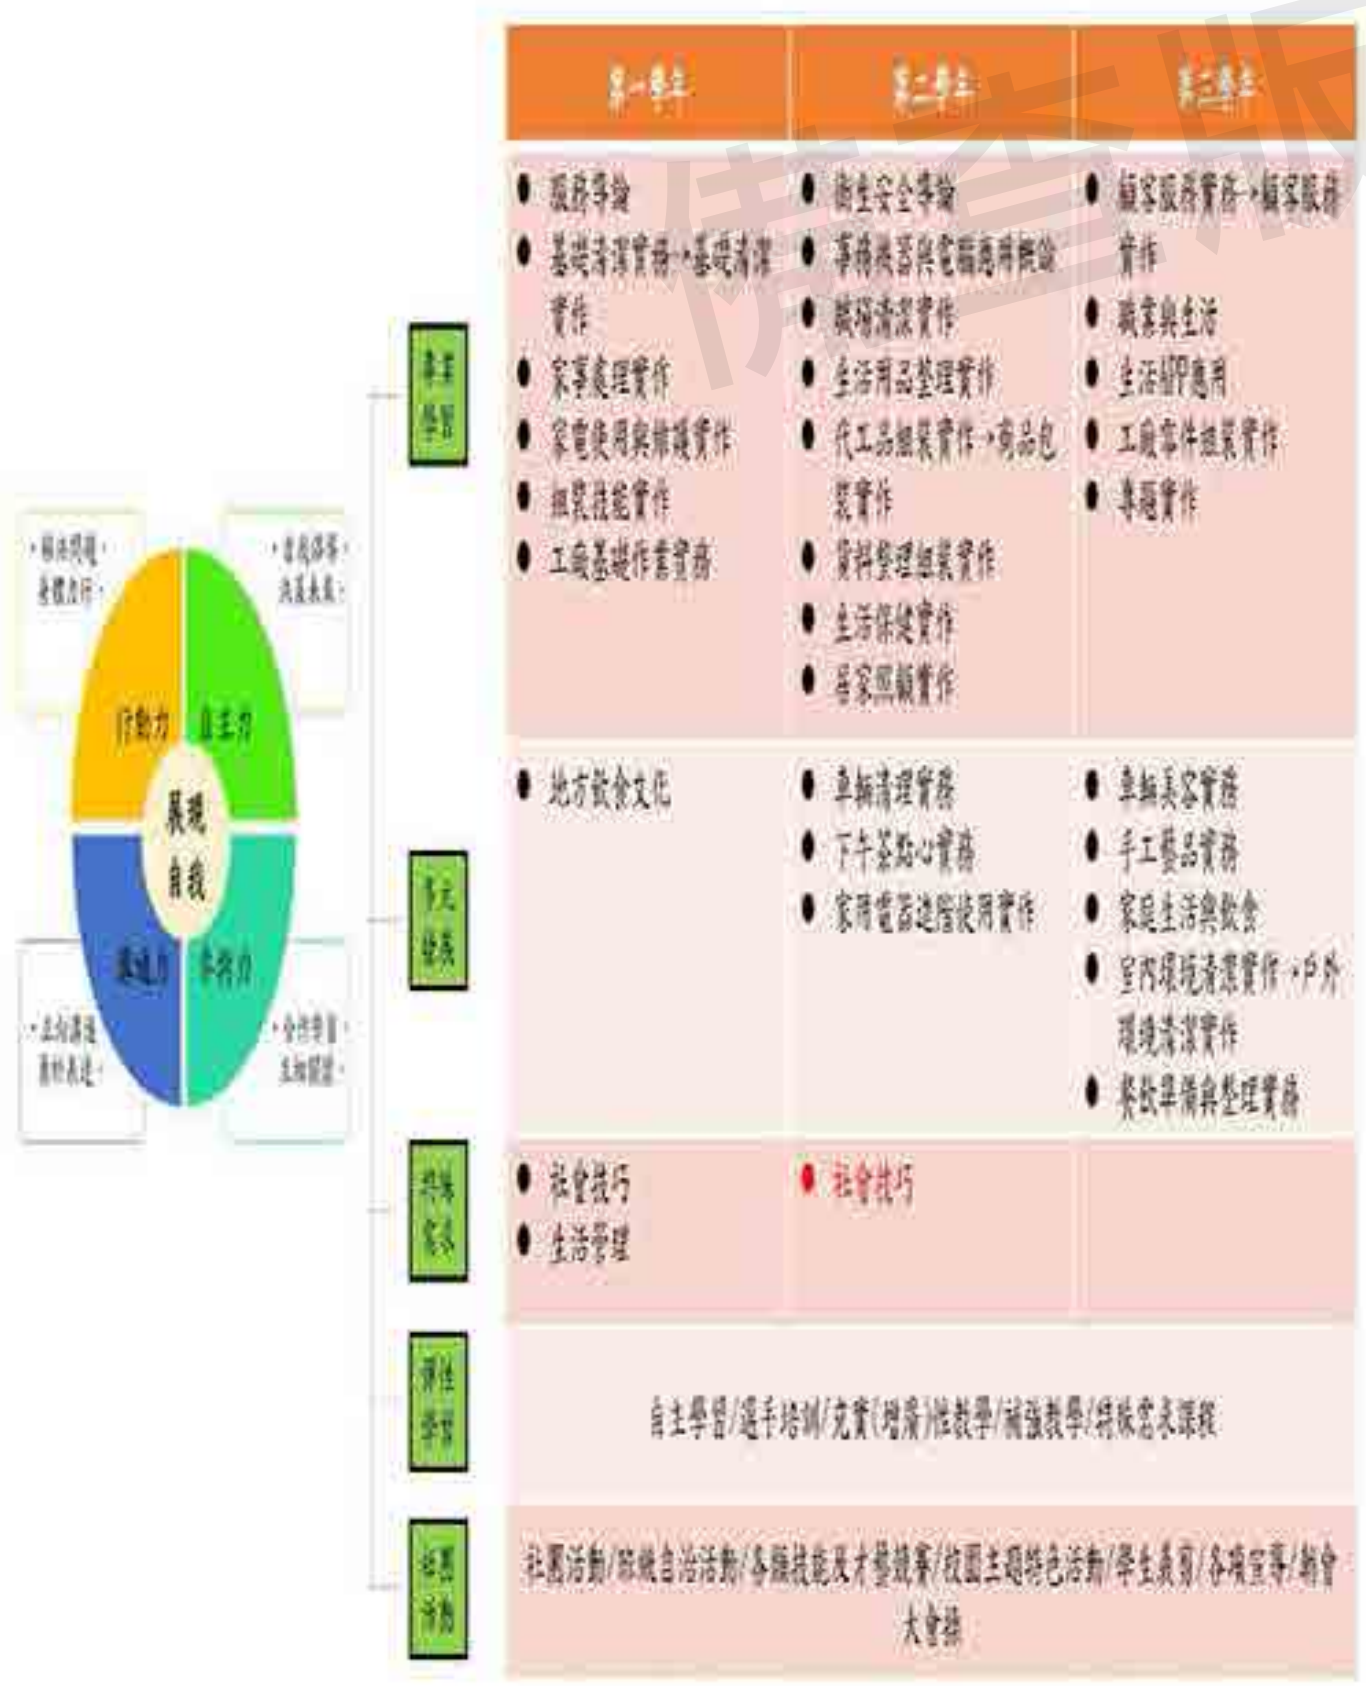 備查版
第一學年
第二學年
第三學年
專業
學習
服務導論
基礎清潔實務→基礎清潔
實作
家事處理實作
家電使用與維護實作
組裝技能實作
工廠基礎作業實務
衛生安全導論
事務機器與電腦應用概論
職場清潔實作
生活用品整理實作
代工品組裝實作→商品包
裝實作
資料整理組裝實作
生活保健實作
居家照顧實作
顧客服務實務→顧客服務
實作
職業與生活
生活APP應用
工廠零件組裝實作
專題實作
行動力
自主力
展現
自我
溝通力
參與力
多元
發展
地方飲食文化
車輛清理實務
下午茶點心實務
家用電器進階使用實作
車輛美容實務
手工藝品實務
家庭生活與飲食
室內環境清潔實作→戶外
環境清潔實作
餐飲準備與整理實務
特殊
需求
社會技巧
生活管理
社會技巧
彈性
學習
自主學習/選手培訓/充實(增廣)性教學/補強教學/特殊需求課程
社團
活動
社團活動/班級自治活動/各類技能及才藝競賽/校園主題特色活動/學生義剪/各項宣導/朝會
大會操